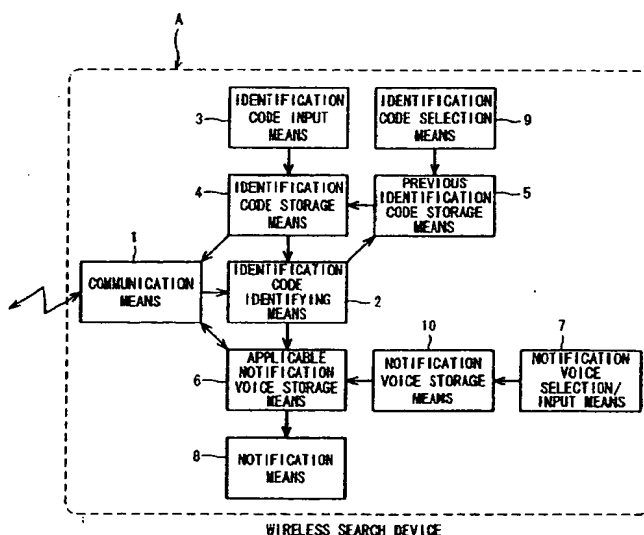 A
IDENTIFICATION
CODE INPUT
MEANS
3
IDENTIFICATION
CODE SELECTION
MEANS
9
IDENTIFICATION
CODE STORAGE
MEANS
4
PREVIOUS
IDENTIFICATION
CODE STORAGE
MEANS
5
1
COMMUNICATION
MEANS
IDENTIFICATION
CODE
IDENTIFYING
MEANS
2
APPLICABLE
NOTIFICATION
VOICE STORAGE
MEANS
6
10
NOTIFICATION
VOICE STORAGE
MEANS
7
NOTIFICATION
VOICE
SELECTION/
INPUT MEANS
8
NOTIFICATION
MEANS
WIRELESS SEARCH DEVICE